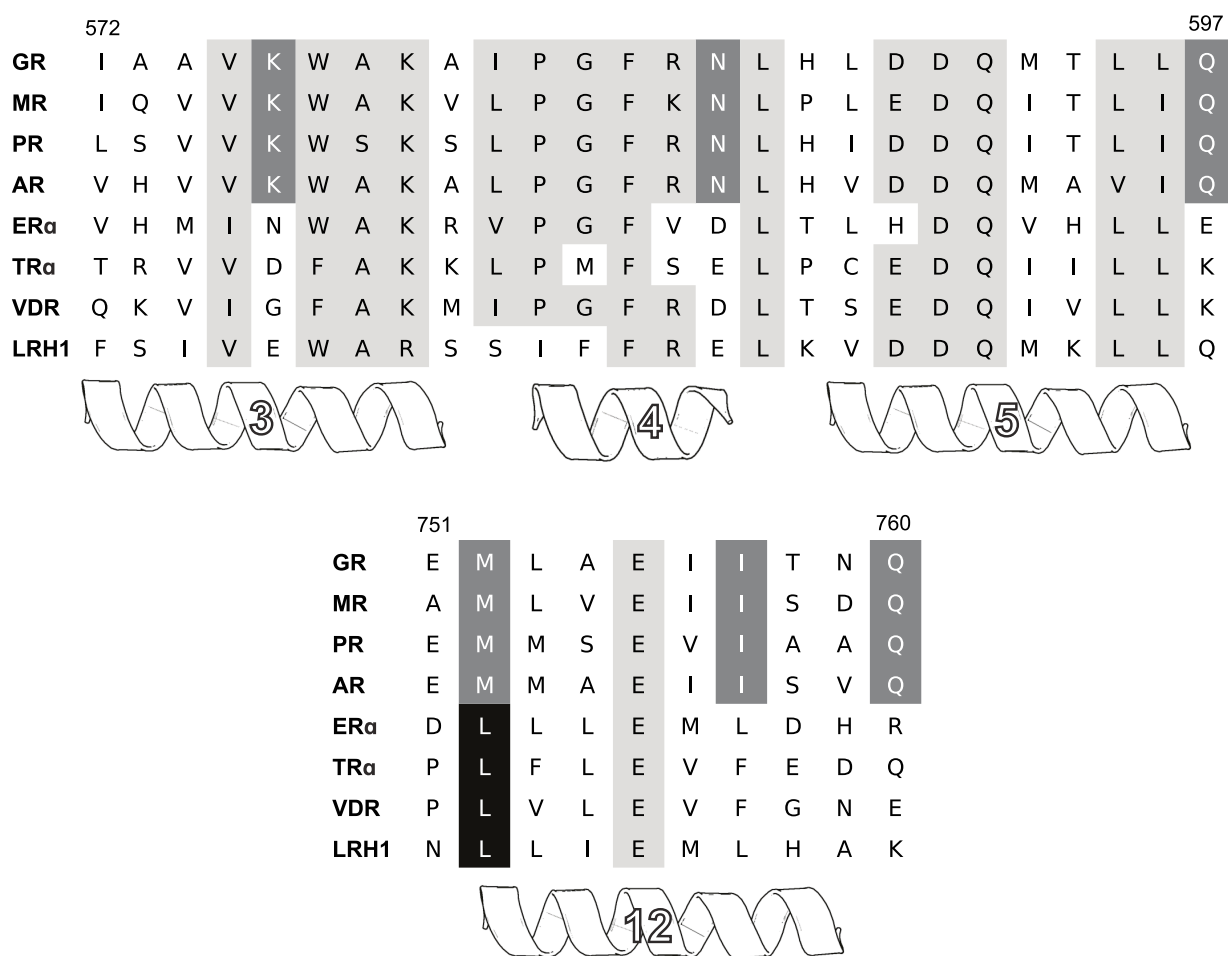 572 597
GR I A A V K W A K A I P G F R N L H L D D Q M T L L Q
MR I Q V V K W A K V L P G F K N L P L E D Q I T L I Q
PR L S V V K W S K S L P G F R N L H I D D Q I T L I Q
AR V H V V K W A K A L P G F R N L H V D D Q M A V I Q
ERα V H M I N W A K R V P G F V D L T L H D Q V H L L E
TRα T R V V D F A K K L P M F S E L P C E D Q I I L L K
VDR Q K V I G F A K M I P G F R D L T S E D Q I V L L K
LRH1 F S I V E W A R S S I F F R E L K V D D Q M K L L Q
3 4 5
751 760
GR E M L A E I I T N Q
MR A M L V E I I S D Q
PR E M M S E V I A A Q
AR E M M A E I I S V Q
ERα D L L L E M L D H R
TRα P L F L E V F E D Q
VDR P L V L E V F G N E
LRH1 N L L I E M L H A K
12